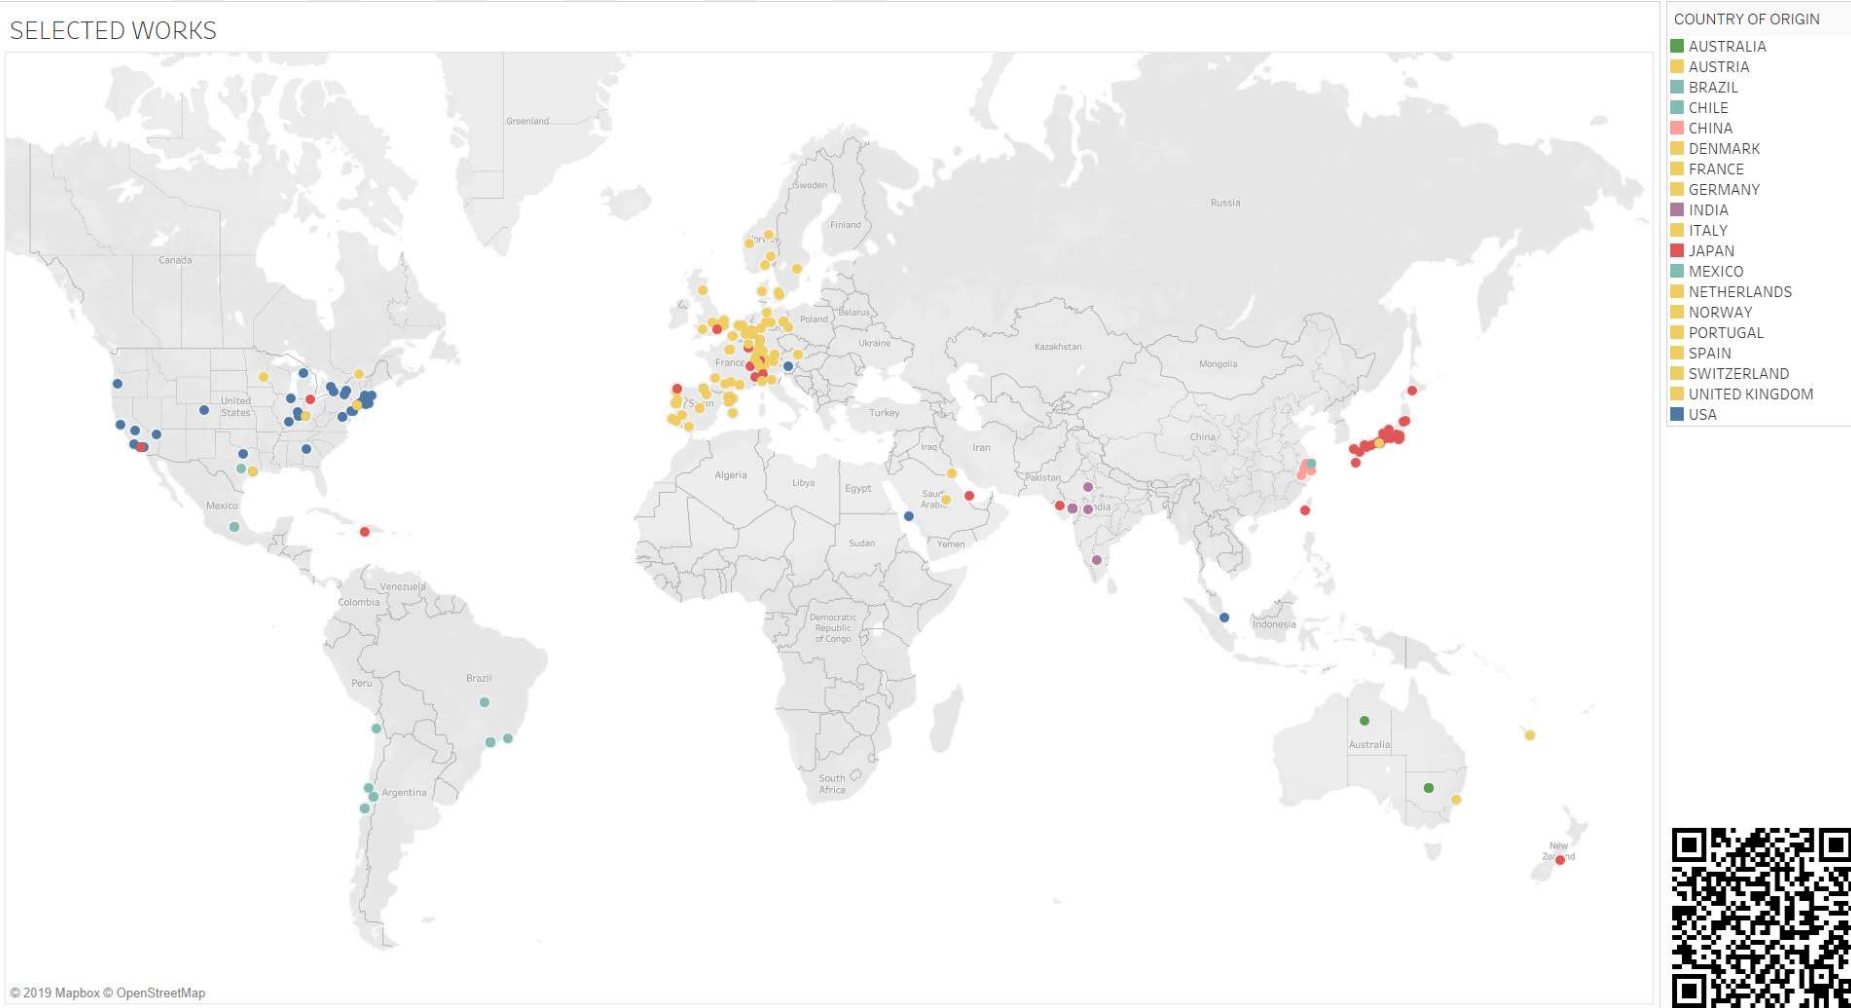 SELECTED WORKS
COUNTRY OF ORIGIN
AUSTRALIA
AUSTRIA
BRAZIL
CHILE
CHINA
DENMARK
FRANCE
GERMANY
INDIA
ITALY
JAPAN
MEXICO
NETHERLANDS
NORWAY
PORTUGAL
SPAIN
SWITZERLAND
UNITED KINGDOM
USA
Greenland
Sweden
Russia
Finland
Canada
Poland
Belarus
Ukraine
France
Kazakhstan
Mongolia
United
States
Turkey
China
Iraq
Iran
Algeria
Libya
Egypt
Pakistan
Mexico
Saudi
Sudan
Yemen
Venezuela
Colombia
Democratic
Republic
of Congo
Indonesia
Brazil
Peru
Australia
South
Africa
Argentina
New
© 2019 Mapbox © OpenStreetMap